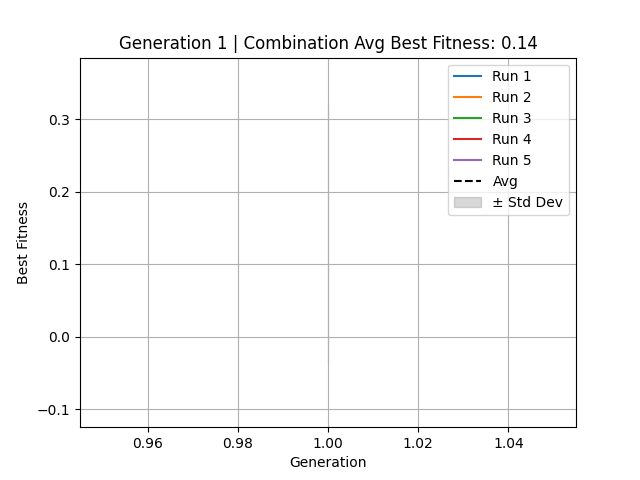 Generation 1 | Combination Avg Best Fitness: 0.14
Run 1
Run 2
Run 3
Run 4
Run 5
Avg
± Std Dev
Best Fitness
0.3
0.2
0.1
0.0
−0.1
0.96 0.98 1.00 1.02 1.04
Generation